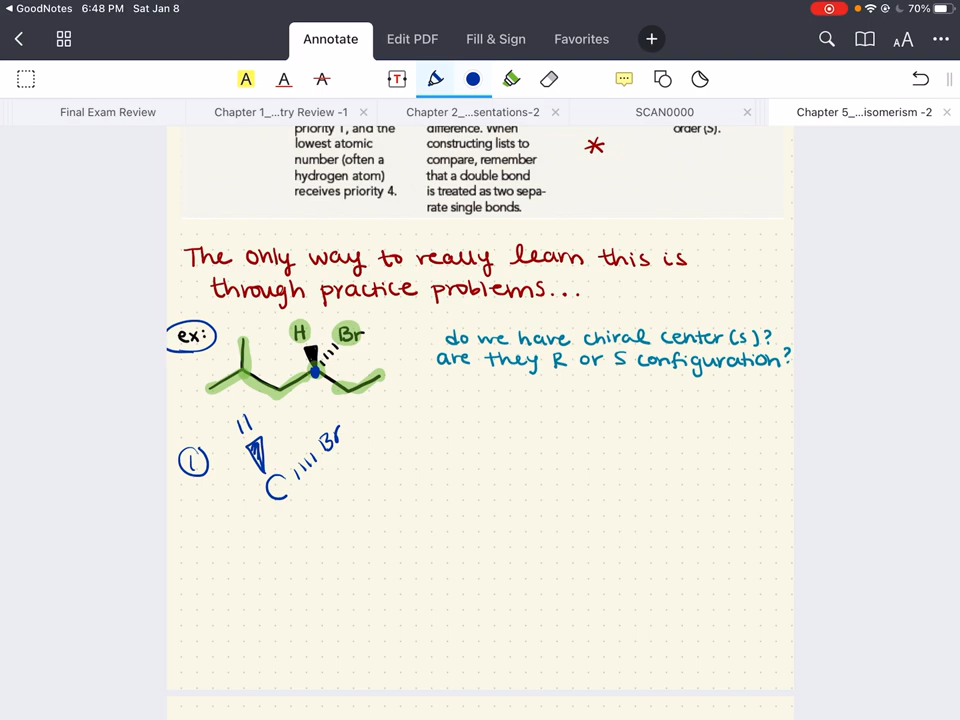 GoodNotes 6:48 PM Sat Jan 8 70%
Annotate Edit PDF Fill & Sign Favorites
AA
A A A T
Final Exam Review Chapter 1_...try Review -1 Chapter 2_...sentations-2 SCAN0000 Chapter 5_...isomerism -2
priority 1, and the
lowest atomic
number (often a
hydrogen atom)
receives priority 4.
difference. When
constructing lists to
compare, remember
that a double bond
is treated as two sepa-
rate single bonds.
*
order (S).
The only way to really learn this is
through practice problems...
ex:
H Br
do we have chiral center(s)?
are they R or S configuration?
1
C Br